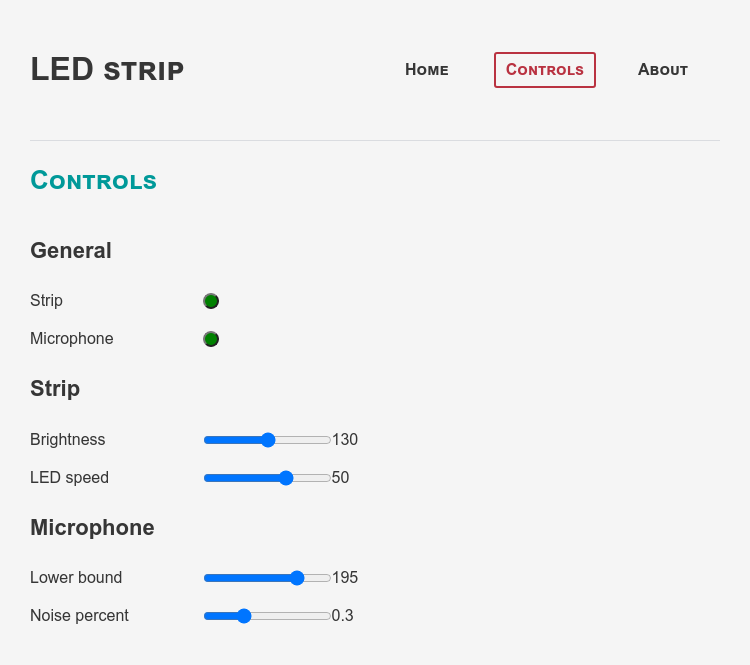 LED strip
Home Controls About
Controls
General
Strip
Microphone
Strip
Brightness 130
LED speed 50
Microphone
Lower bound 195
Noise percent 0.3